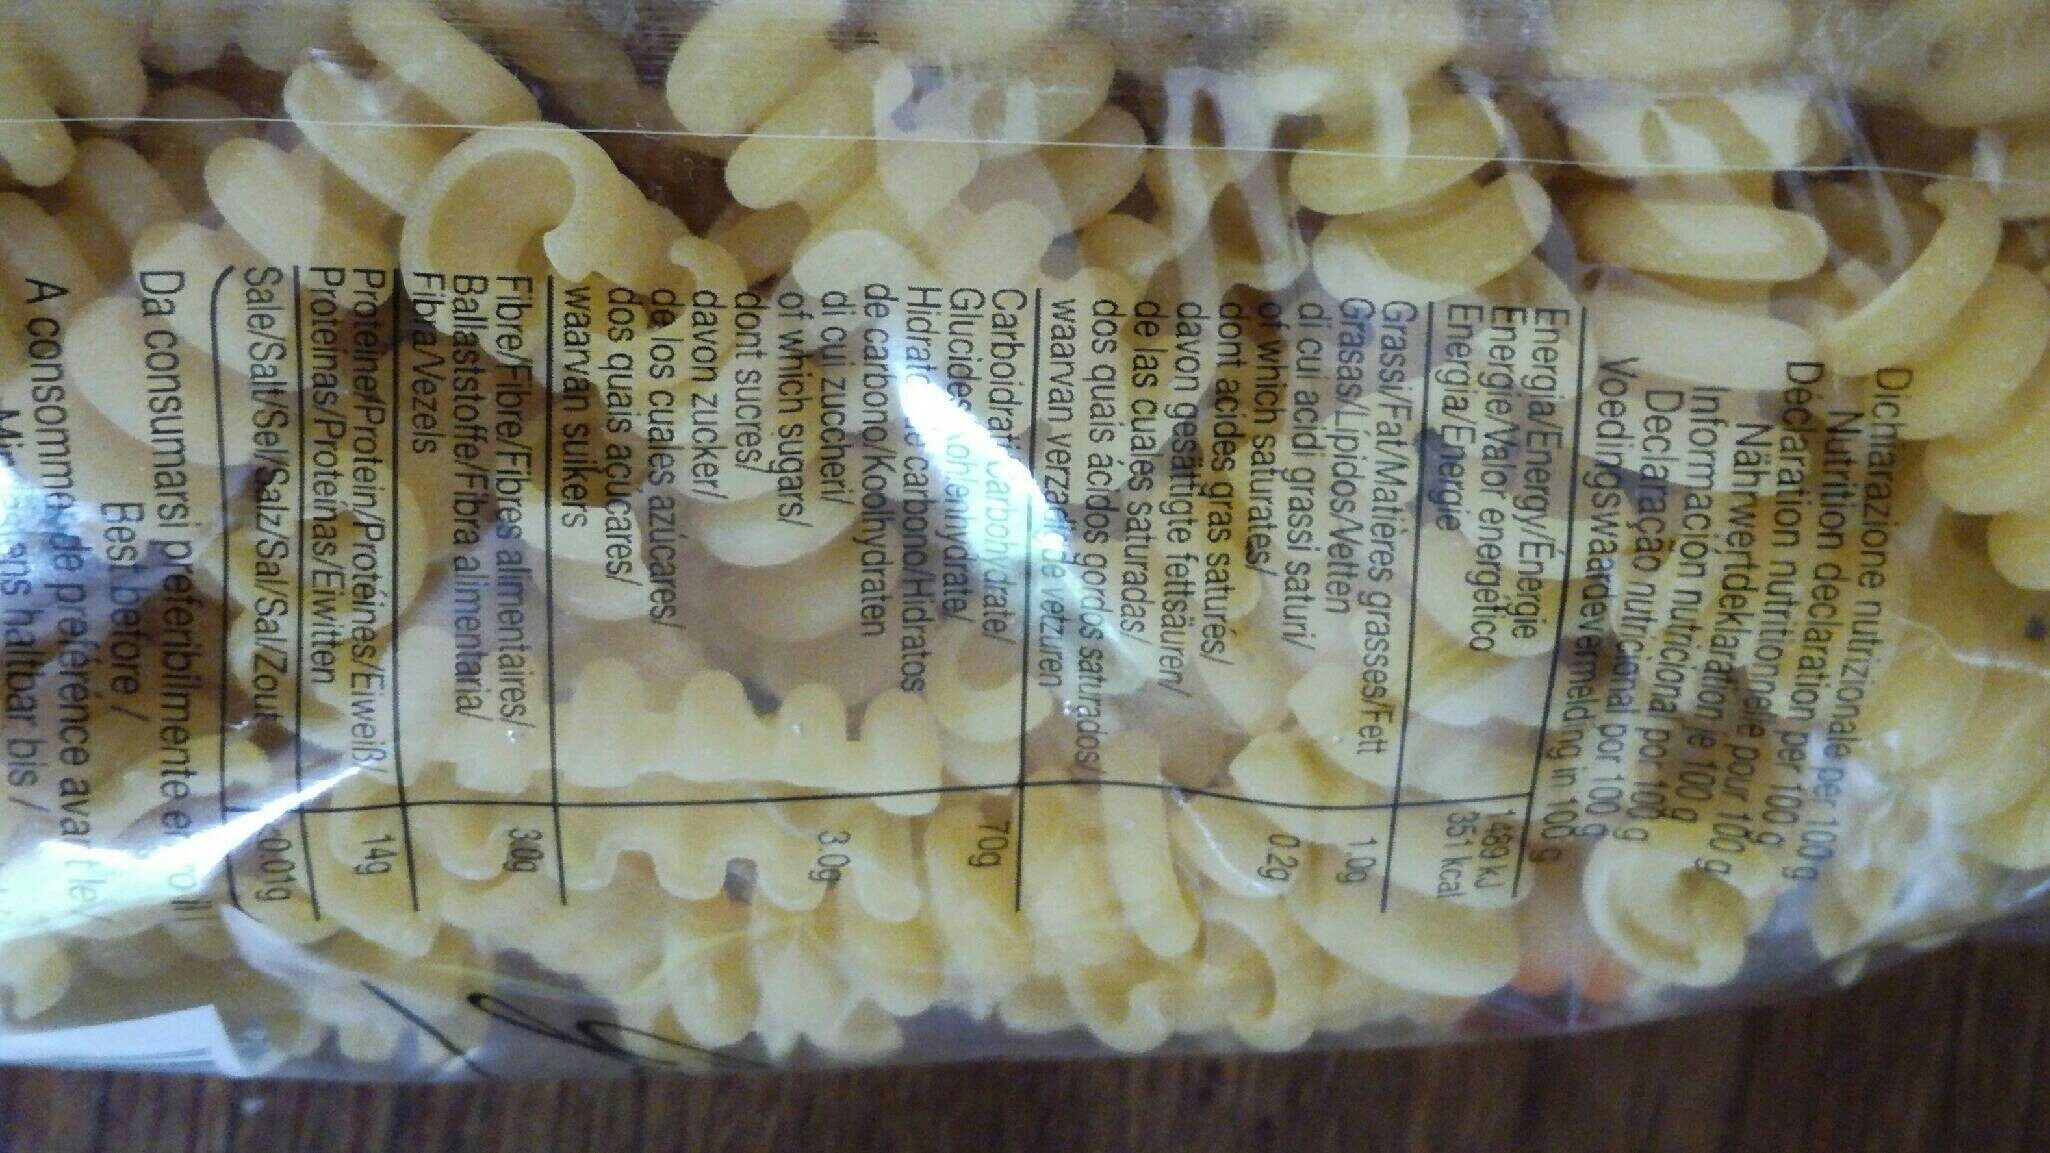 Dichiarazione nutrizionale per 100 g
Nutrition declaration per 100 g
Déclaration nutritionnelle pour 100 g
Nährwertdeklaration je 100 g
Información nutricional por 100 g
Declaração nutricional por 100 g
Voedingswaardevermelding in 100 g
Energia/Energy/Énergie
Energie/Valor energético
Energia/Energie
1489 kJ
351 kcal
Grassi/Fat/Matières grasses/Fett
Grasas/Lípidos/Vetten
1.0g
di cui acidi grassi saturi/
of which saturates/
dont acides gras saturés/
davon gesätigte fettsäuren/
de las cuales saturadas/
dos quais ácidos gordos saturados/
waarvan verzadigde vetzuren
0.2g
Carboidrati/Carbohydrate/
Glucides/Kohlenhydrate/
Hidratos de carbono/Hidratos
de carbono/Koolhydraten
70g
di cui zuccheri/
of which sugars/
dont sucres/
davon zucker/
de los cuales azúcares/
dos quais açúcares/
waarvan suikers
3.0g
Fibre/Fibre/Fibres alimentaires/
Ballaststoffe/Fibra alimentaria/
Fibra/Vezels
3.0g
Proteine/Protein/Protéines/Eiweiß/
Proteinas/Proteínas/Eiwitten
14g
Sale/Salt/Sel/Salz/Sal/Sal/Zout
0.01g
Da consumarsi preferibilmente
Best before /
A consommer de préférence avant le/
haltbar bis /